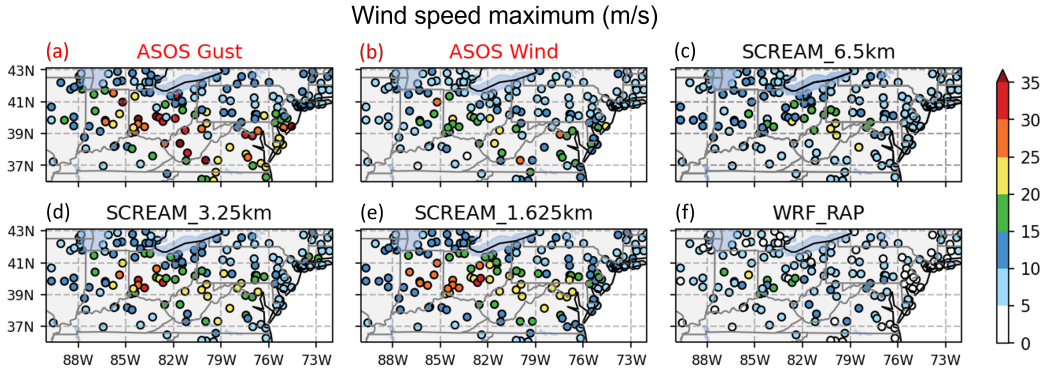 Wind speed maximum (m/s)
(a) ASOS Gust
(b) ASOS Wind
(c) SCREAM_6.5km
43N
41N
39N
37N
35
30
25
20
15
10
5
0
(d) SCREAM_3.25km
(e) SCREAM_1.625km
(f) WRF_RAP
43N
41N
39N
37N
88W 85W 82W 79W 76W 73W
88W 85W 82W 79W 76W 73W
88W 85W 82W 79W 76W 73W